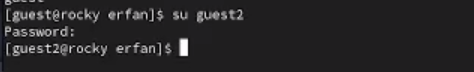 [guest@rocky erfan]$ su guest2
Password:
[guest2@rocky erfan]$